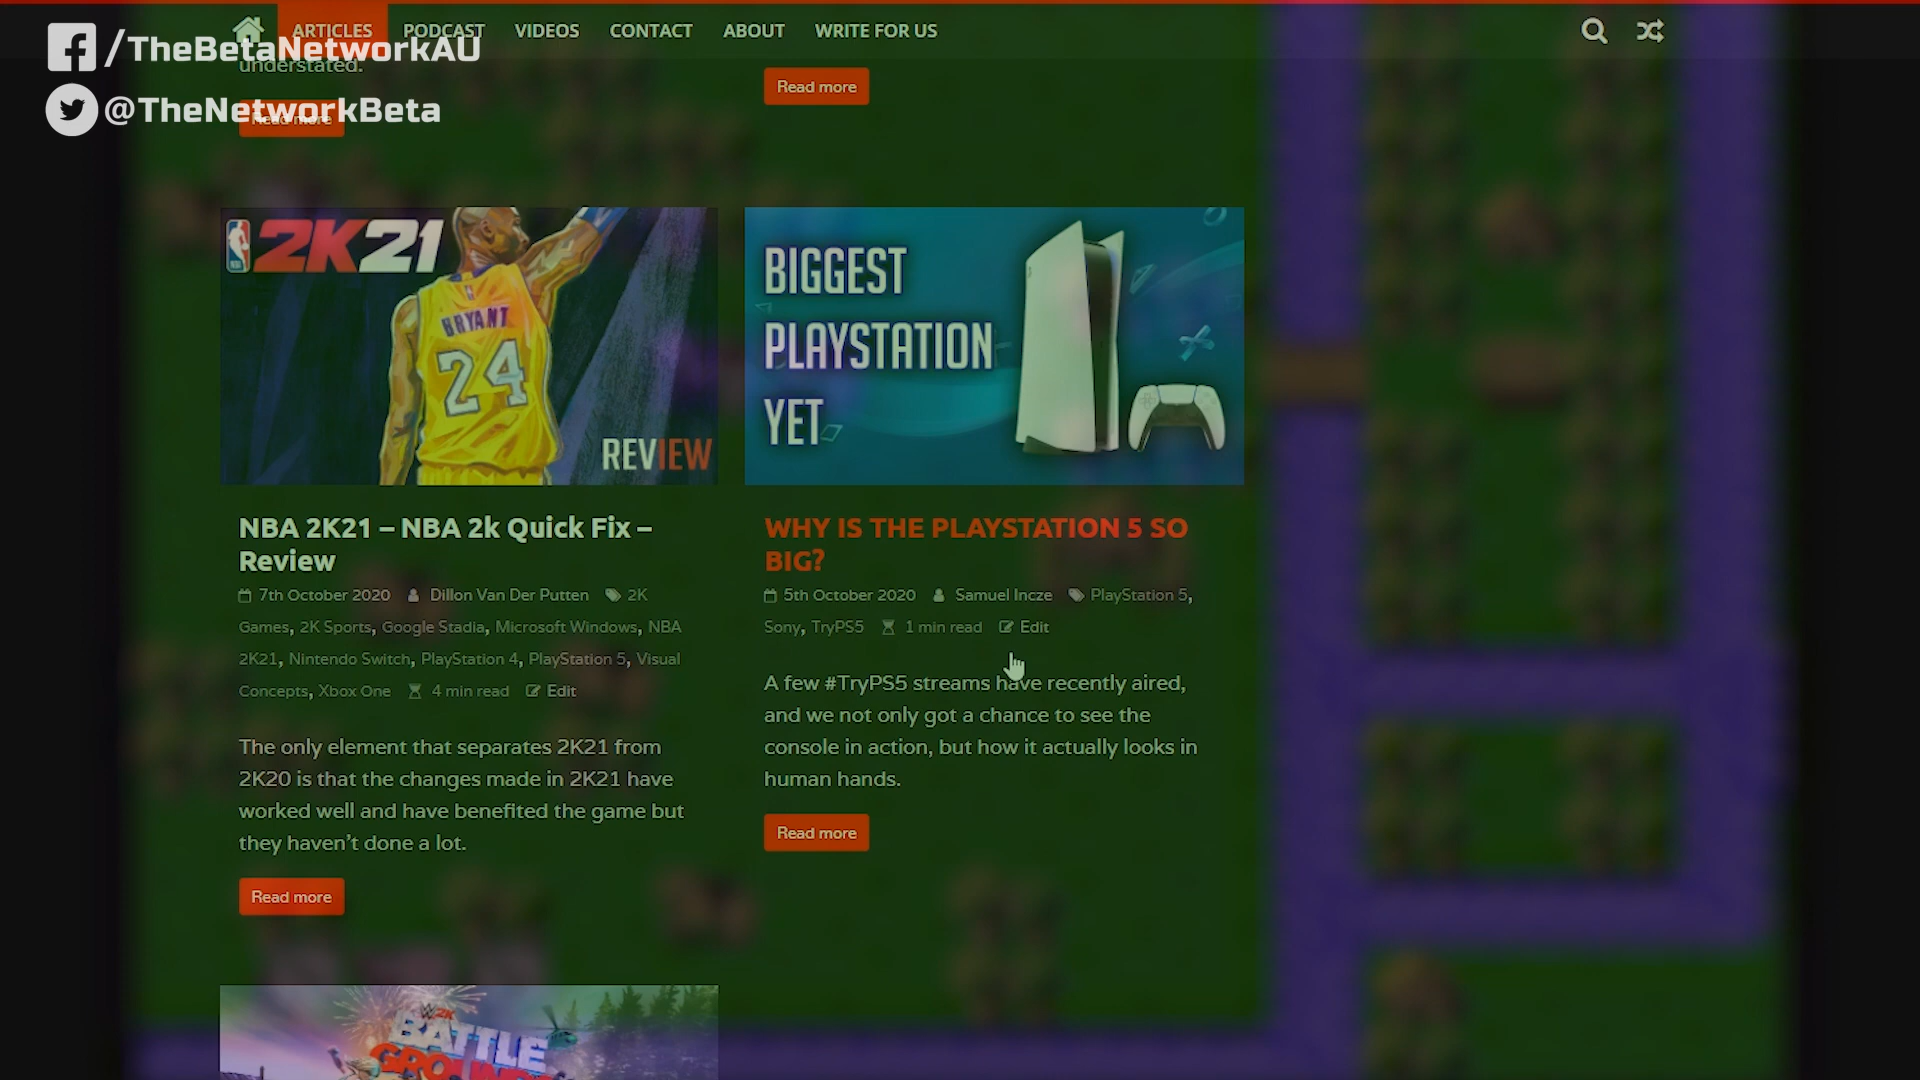 ARTICLES PODCAST VIDEOS CONTACT ABOUT WRITE FOR US
/TheBetaNetworkAU
understated.
@TheNetworkBeta
Read more
Read more
NBA 2K21
BRYANT
24
REVIEW
BIGGEST
PLAYSTATION
YET
NBA 2K21 – NBA 2k Quick Fix –
Review
7th October 2020 Dillon Van Der Putten 2K
Games, 2K Sports, Google Stadia, Microsoft Windows, NBA
2K21, Nintendo Switch, PlayStation 4, PlayStation 5, Visual
Concepts, Xbox One 4 min read Edit
The only element that separates 2K21 from
2K20 is that the changes made in 2K21 have
worked well and have benefited the game but
they haven’t done a lot.
Read more
WHY IS THE PLAYSTATION 5 SO
BIG?
5th October 2020 Samuel Incze PlayStation 5,
Sony, TryPS5 1 min read Edit
A few #TryPS5 streams have recently aired,
and we not only got a chance to see the
console in action, but how it actually looks in
human hands.
Read more
W2K
BATTLE
GROUNDS